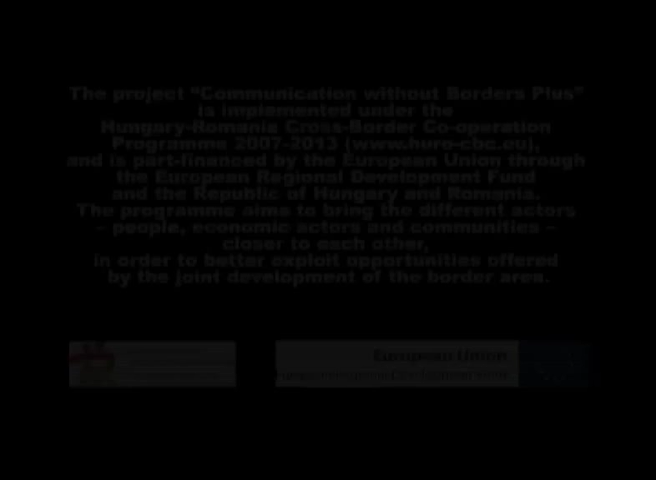 The project "Communication without Borders Plus"
is implemented under the
Hungary-Romania Cross-Border Co-operation
Programme 2007-2013 (www.huro-cbc.eu),
and is part-financed by the European Union through
the European Regional Development Fund
and the Republic of Hungary and Romania.
The programme aims to bring the different actors
– people, economic actors and communities –
closer to each other,
in order to better exploit opportunities offered
by the joint development of the border area.
European Union